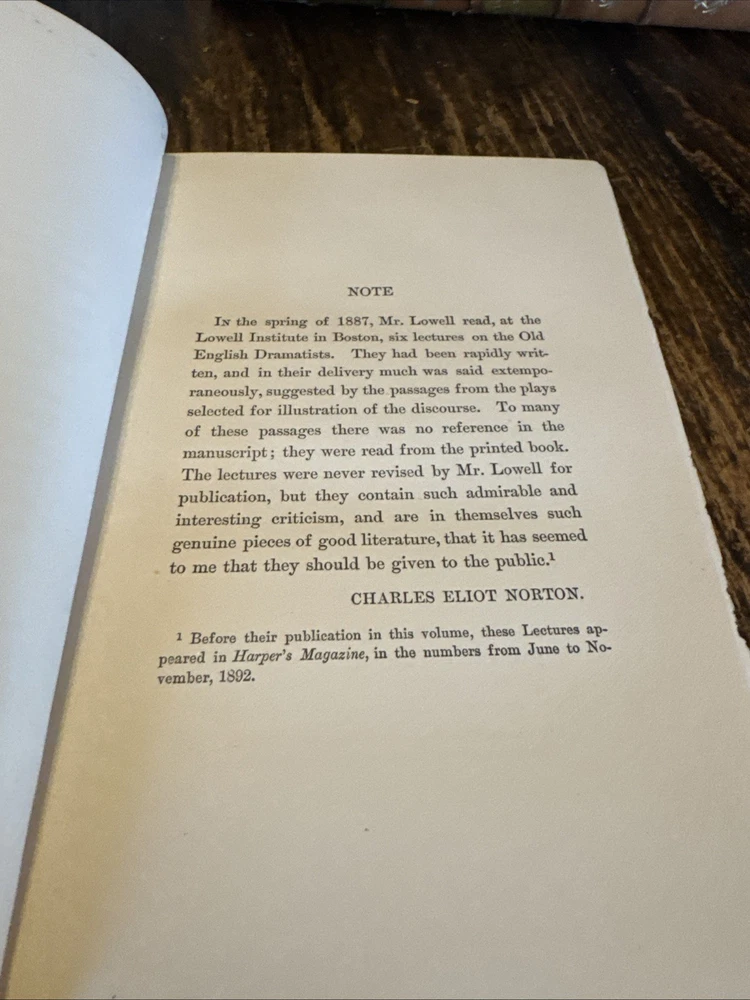 NOTE
In the spring of 1887, Mr. Lowell read, at the
Lowell Institute in Boston, six lectures on the Old
English Dramatists. They had been rapidly writ-
ten, and in their delivery much was said extempo-
raneously, suggested by the passages from the plays
selected for illustration of the discourse. To many
of these passages there was no reference in the
manuscript; they were read from the printed book.
The lectures were never revised by Mr. Lowell for
publication, but they contain such admirable and
interesting criticism, and are in themselves such
genuine pieces of good literature, that it has seemed
to me that they should be given to the public.¹
CHARLES ELIOT NORTON.
¹ Before their publication in this volume, these Lectures ap-
peared in Harper's Magazine, in the numbers from June to No-
vember, 1892.